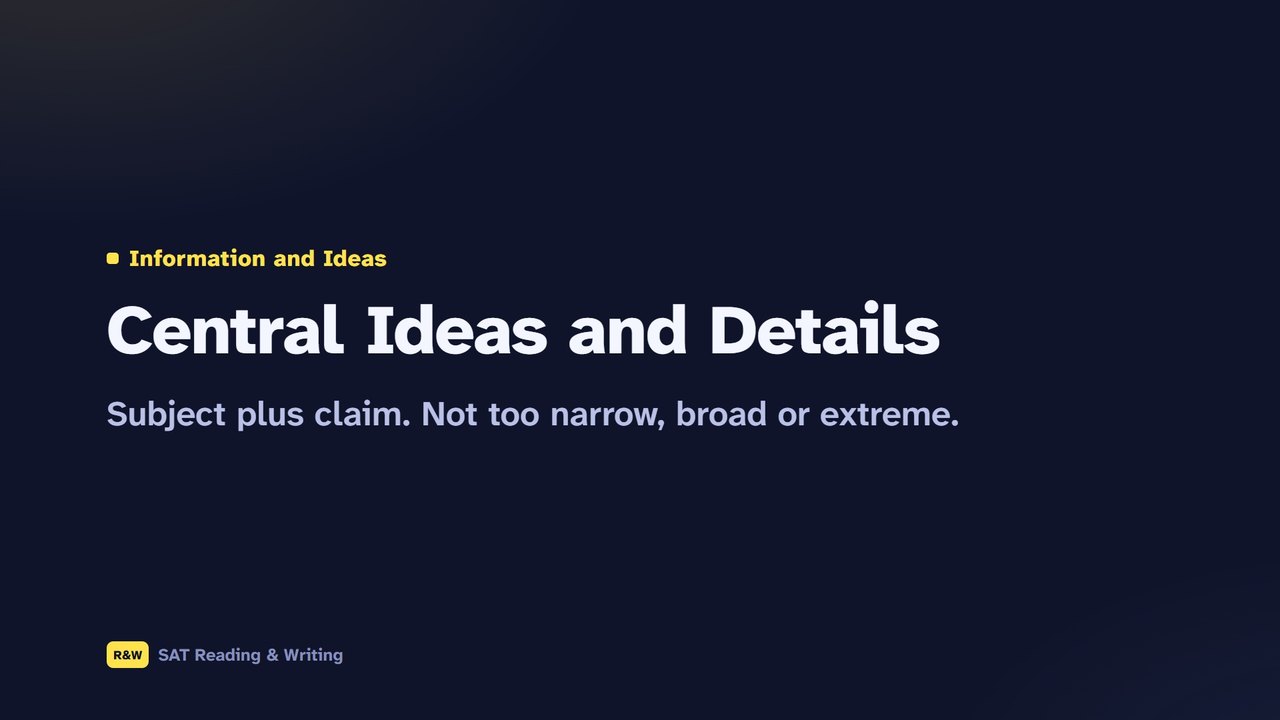 Information and Ideas
Central Ideas and Details
Subject plus claim. Not too narrow, broad or extreme.
R&W SAT Reading & Writing